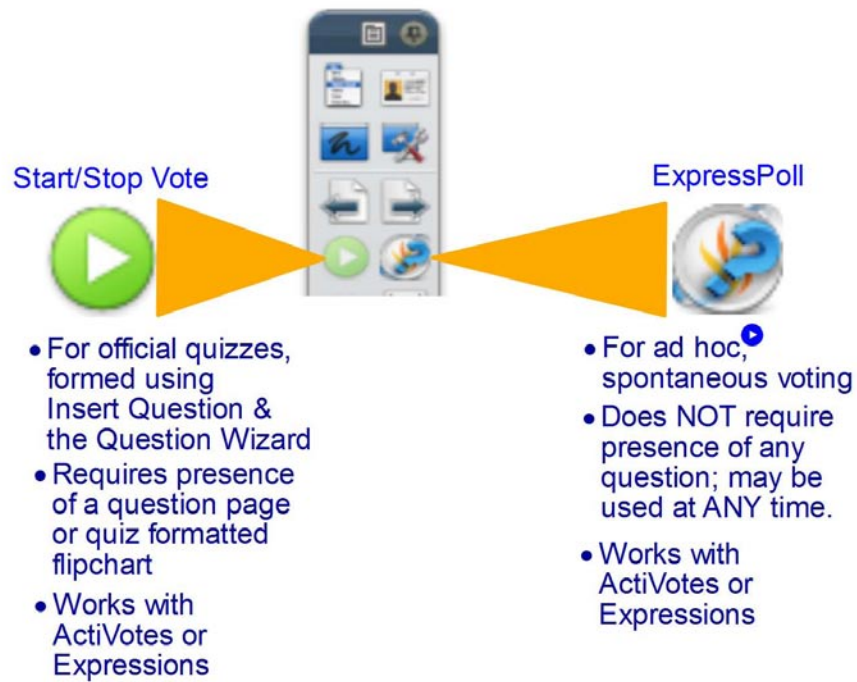 Start/Stop Vote
• For official quizzes,
formed using
Insert Question &
the Question Wizard
• Requires presence
of a question page
or quiz formatted
flipchart
• Works with
ActiVotes or
Expressions
ExpressPoll
• For ad hoc,
spontaneous voting
• Does NOT require
presence of any
question; may be
used at ANY time.
• Works with
ActiVotes or
Expressions